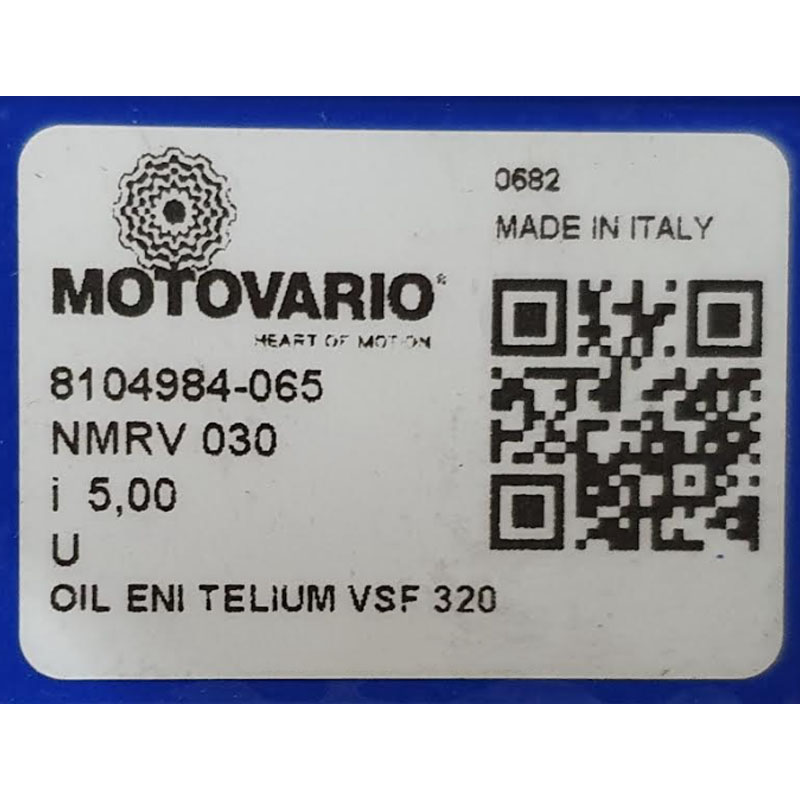 MOTOVARIO®
HEART OF MOTION
8104984-065
NMRV 030
i 5,00
U
OIL ENI TELIUM VSF 320
0682
MADE IN ITALY